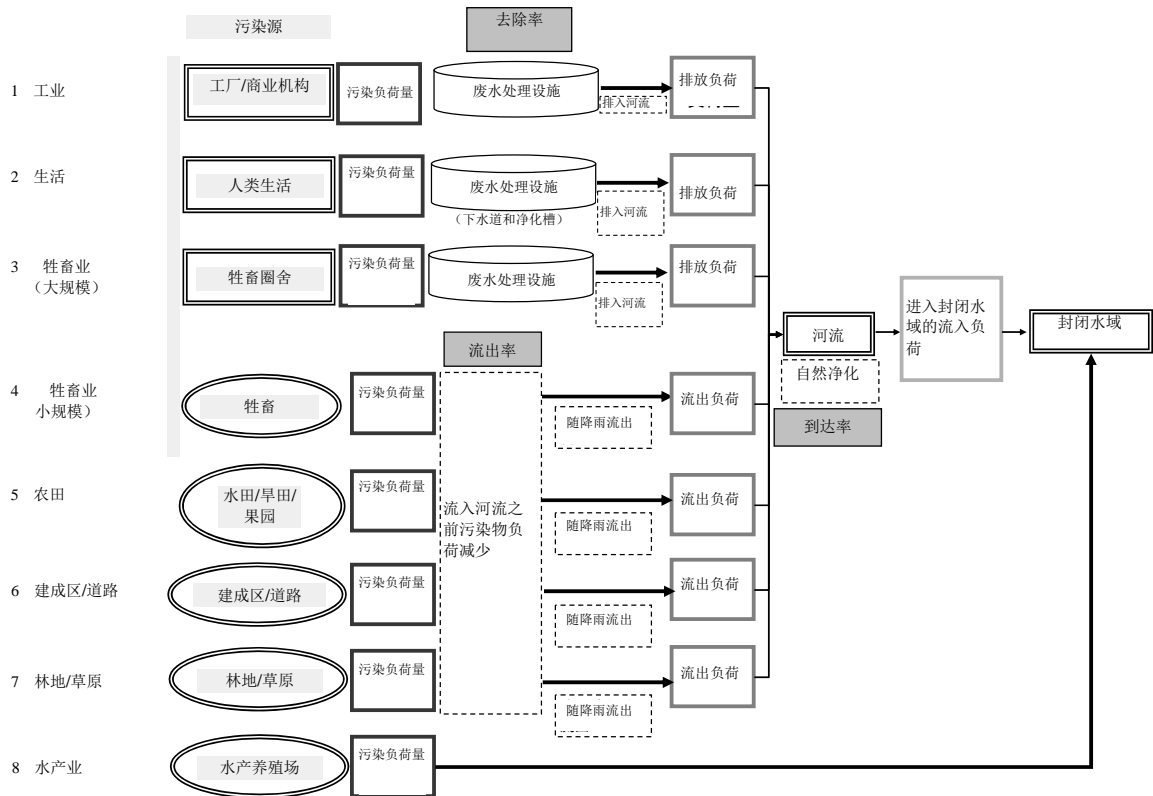 污染源
去除率
1 工业
工厂/商业机构
污染负荷量
废水处理设施
排入河流
排放负荷
2 生活
人类生活
污染负荷量
废水处理设施
（下水道和净化槽）
排入河流
排放负荷
3 牲畜业
（大规模）
牲畜圈舍
污染负荷量
废水处理设施
排入河流
排放负荷
河流
自然净化
到达率
进入封闭水
域的流入负
荷
封闭水域
流出率
4 牲畜业
小规模）
牲畜
污染负荷量
随降雨流出
流出负荷
5 农田
水田/旱田/
果园
污染负荷量
流入河流之
前污染物负
荷减少
随降雨流出
流出负荷
6 建成区/道路
建成区/道路
污染负荷量
随降雨流出
流出负荷
7 林地/草原
林地/草原
污染负荷量
随降雨流出
流出负荷
8 水产业
水产养殖场
污染负荷量